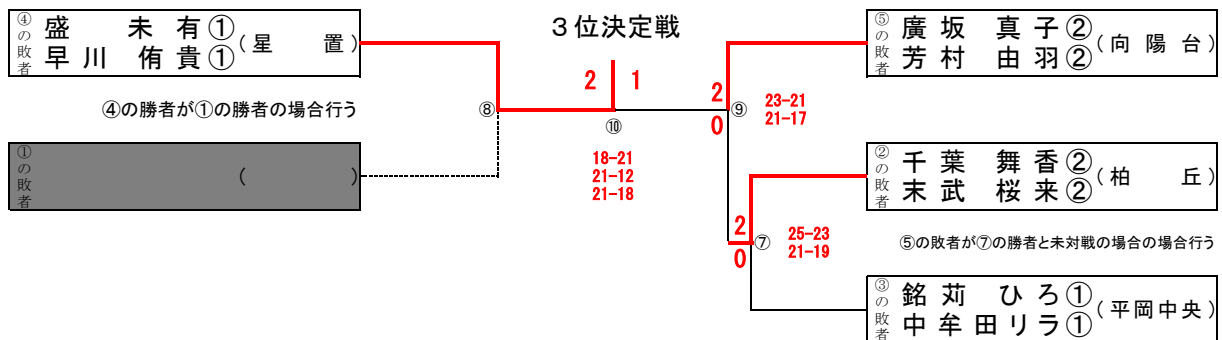 3位決定戦
④の敗者
盛 未有①
早川 侑貴①
(星 置)
④の勝者が①の勝者の場合行う
①の敗者
( )
⑧
2 1
⑩
18-21
21-12
21-18
⑤の敗者
廣坂 真子②
芳村 由羽②
(向陽台)
2
⑨
0
23-21
21-17
②の敗者
千葉 舞香②
末武 桜来②
(柏 丘)
⑤の敗者が⑦の勝者と未対戦の場合の場合行う
2
⑦
0
25-23
21-19
③の敗者
銘苅 ひろ①
中牟田リラ①
(平岡中央)